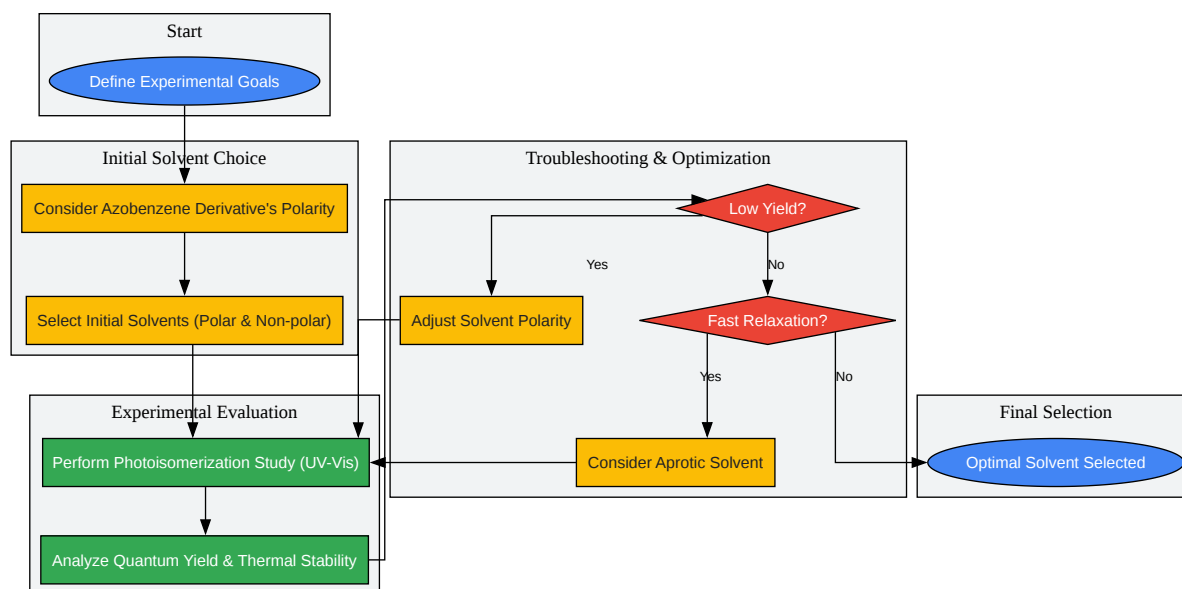 Start
Define Experimental Goals
Initial Solvent Choice
Consider Azobenzene Derivative's Polarity
Select Initial Solvents (Polar & Non-polar)
Troubleshooting & Optimization
Low Yield?
Yes
No
Adjust Solvent Polarity
Fast Relaxation?
Yes
No
Consider Aprotic Solvent
Experimental Evaluation
Perform Photoisomerization Study (UV-Vis)
Analyze Quantum Yield & Thermal Stability
Final Selection
Optimal Solvent Selected